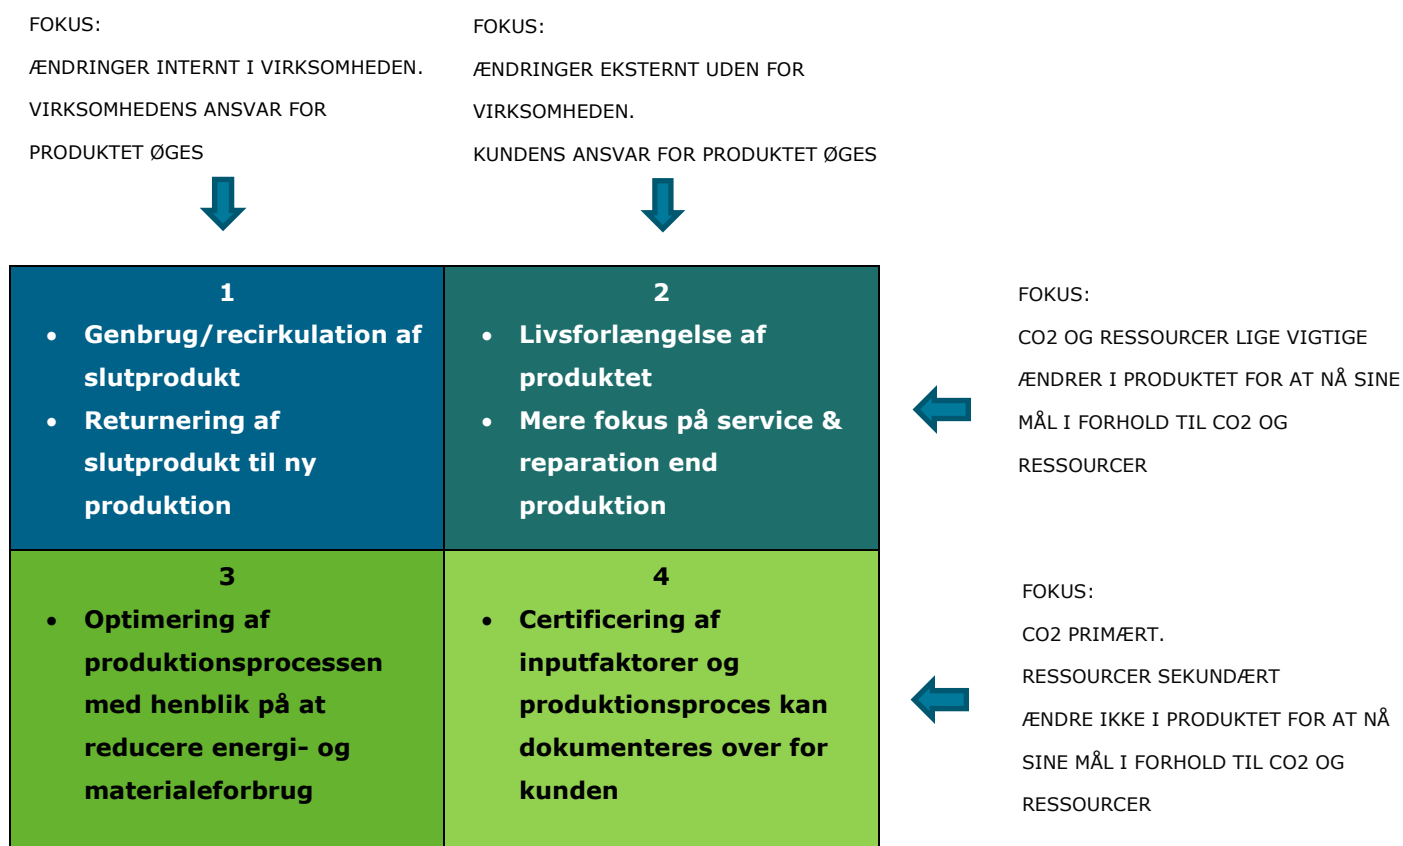 FOKUS:
ÆNDRINGER INTERNT I VIRKSOMHEDEN.
VIRKSOMHEDENS ANSVAR FOR
PRODUKTET ØGES
FOKUS:
ÆNDRINGER EKSTERNT UDEN FOR
VIRKSOMHEDEN.
KUNDENS ANSVAR FOR PRODUKTET ØGES
1
• Genbrug/recirkulation af
slutprodukt
• Returnering af
slutprodukt til ny
produktion
2
• Livsforlængelse af
produktet
• Mere fokus på service &
reparation end
produktion
FOKUS:
CO2 OG RESSOURCER LIGE VIGTIGE
ÆNDRER I PRODUKTET FOR AT NÅ SINE
MÅL I FORHOLD TIL CO2 OG
RESSOURCER
3
• Optimering af
produktionsprocessen
med henblik på at
reducere energi- og
materialeforbrug
4
• Certificering af
inputfaktorer og
produktionsproces kan
dokumenteres over for
kunden
FOKUS:
CO2 PRIMÆRT.
RESSOURCER SEKUNDÆRT
ÆNDRE IKKE I PRODUKTET FOR AT NÅ
SINE MÅL I FORHOLD TIL CO2 OG
RESSOURCER